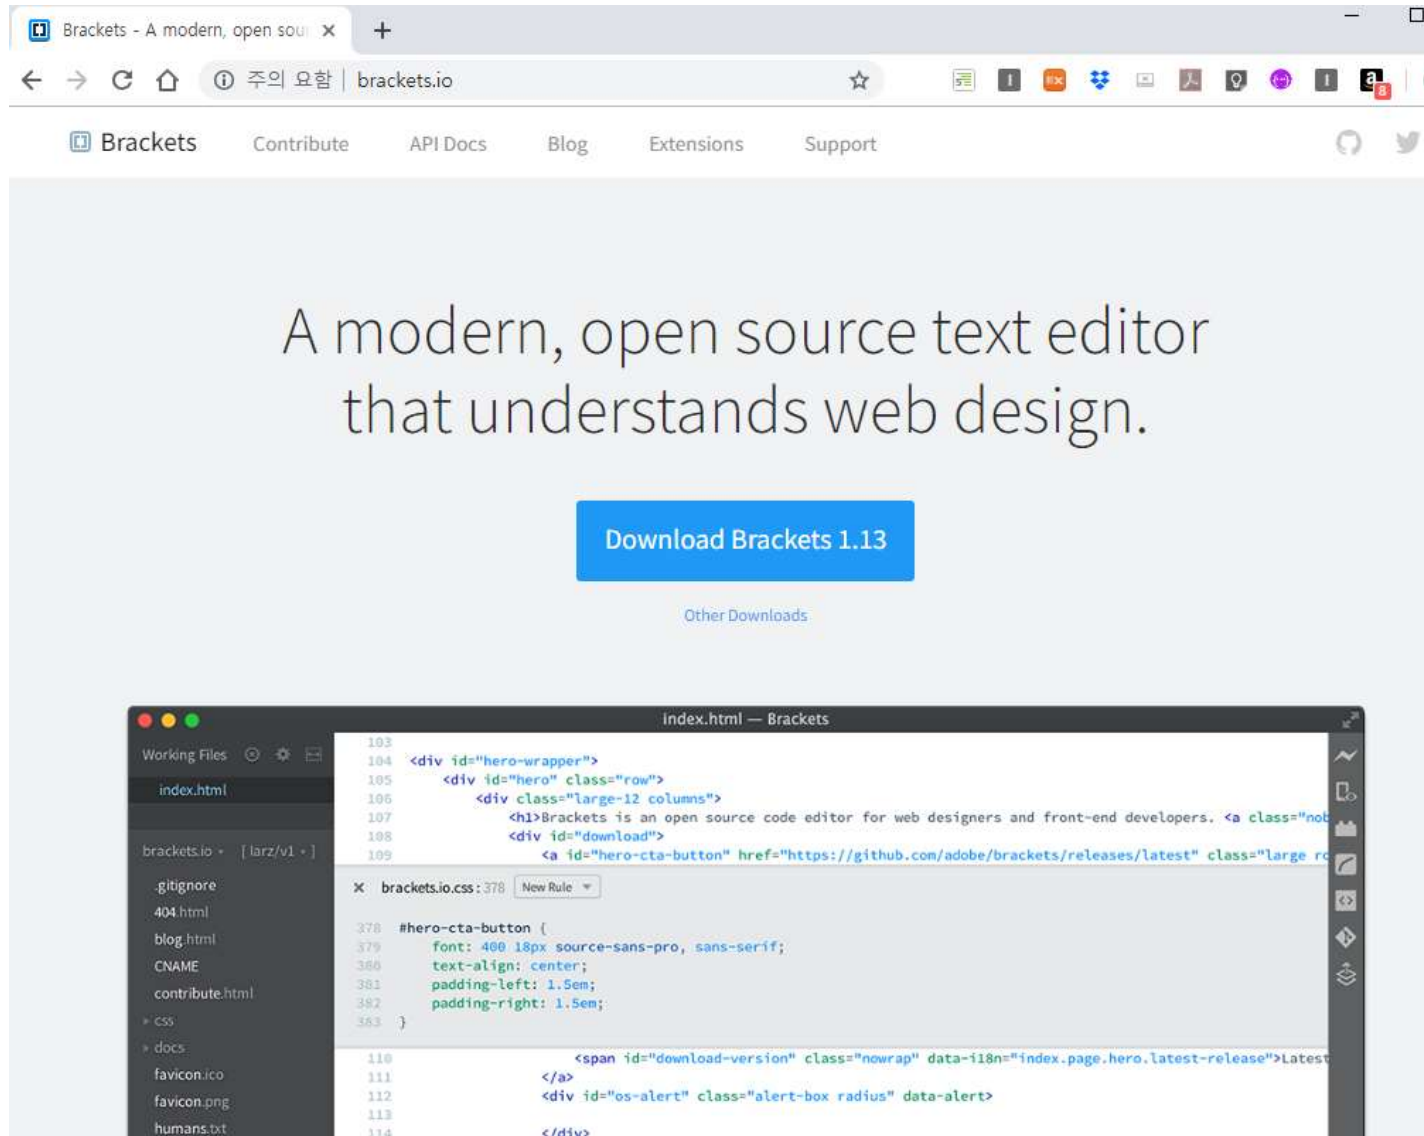 Brackets - A modern, open sou
주의 요함 | brackets.io
8
Brackets Contribute API Docs Blog Extensions Support
A modern, open source text editor
that understands web design.
Download Brackets 1.13
Other Downloads
index.html — Brackets
Working Files
index.html
brackets.io [ larz/v1 ]
.gitignore
404.html
blog.html
CNAME
contribute.html
css
docs
favicon.ico
favicon.png
humans.txt
103
104 <div id="hero-wrapper">
105 <div id="hero" class="row">
106 <div class="large-12 columns">
107 <h1>Brackets is an open source code editor for web designers and front-end developers. <a class="nob
108 <div id="download">
109 <a id="hero-cta-button" href="https://github.com/adobe/brackets/releases/latest" class="large ro
× brackets.io.css : 378 New Rule
378 #hero-cta-button {
379 font: 400 18px source-sans-pro, sans-serif;
380 text-align: center;
381 padding-left: 1.5em;
382 padding-right: 1.5em;
383 }
110 <span id="download-version" class="nowrap" data-i18n="index.page.hero.latest-release">Latest
111 </a>
112 <div id="os-alert" class="alert-box radius" data-alert>
113
114 </div>